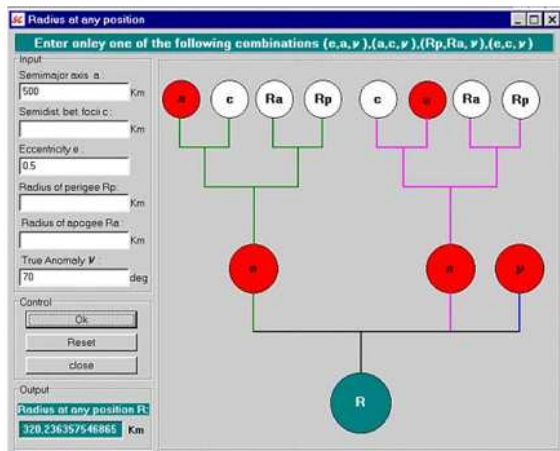 Radius at any position
Enter onley one of the following combinations (e,a,ν),(a,c,ν),(Rp,Ra,ν),(e,c,ν)
Input
Semimajor axis a :
500 Km
Semidist. bet. focii c :
Km
Eccentricity e :
0.5
Radius of perigee Rp:
Km
Radius of apogee Ra :
Km
True Anomaly ν :
70 deg
Control
Ok
Reset
close
Output
Radius at any position R:
320,236357546865 Km
c Ra Rp c Ra Rp
ν
R